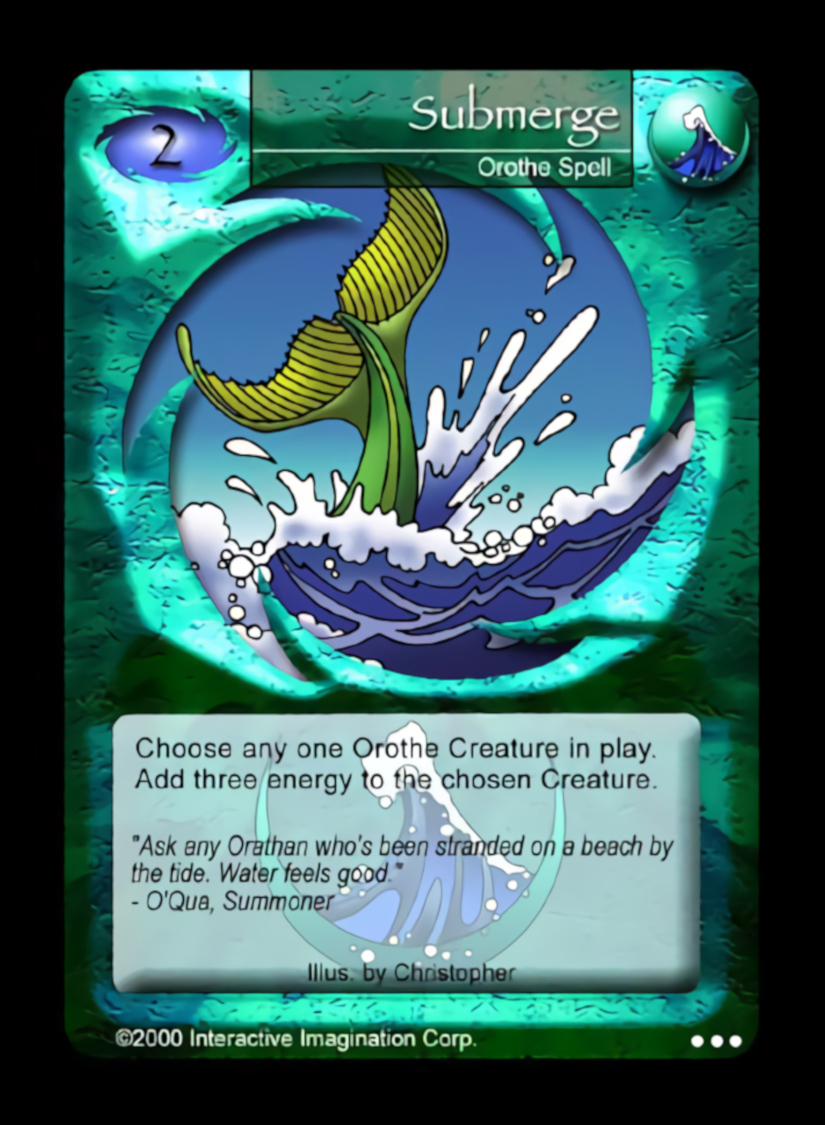 2
Submerge
Orothe Spell
Choose any one Orothe Creature in play.
Add three energy to the chosen Creature.
"Ask any Orathan who's been stranded on a beach by
the tide. Water feels good."
- O'Qua, Summoner
Illus. by Christopher
©2000 Interactive Imagination Corp.